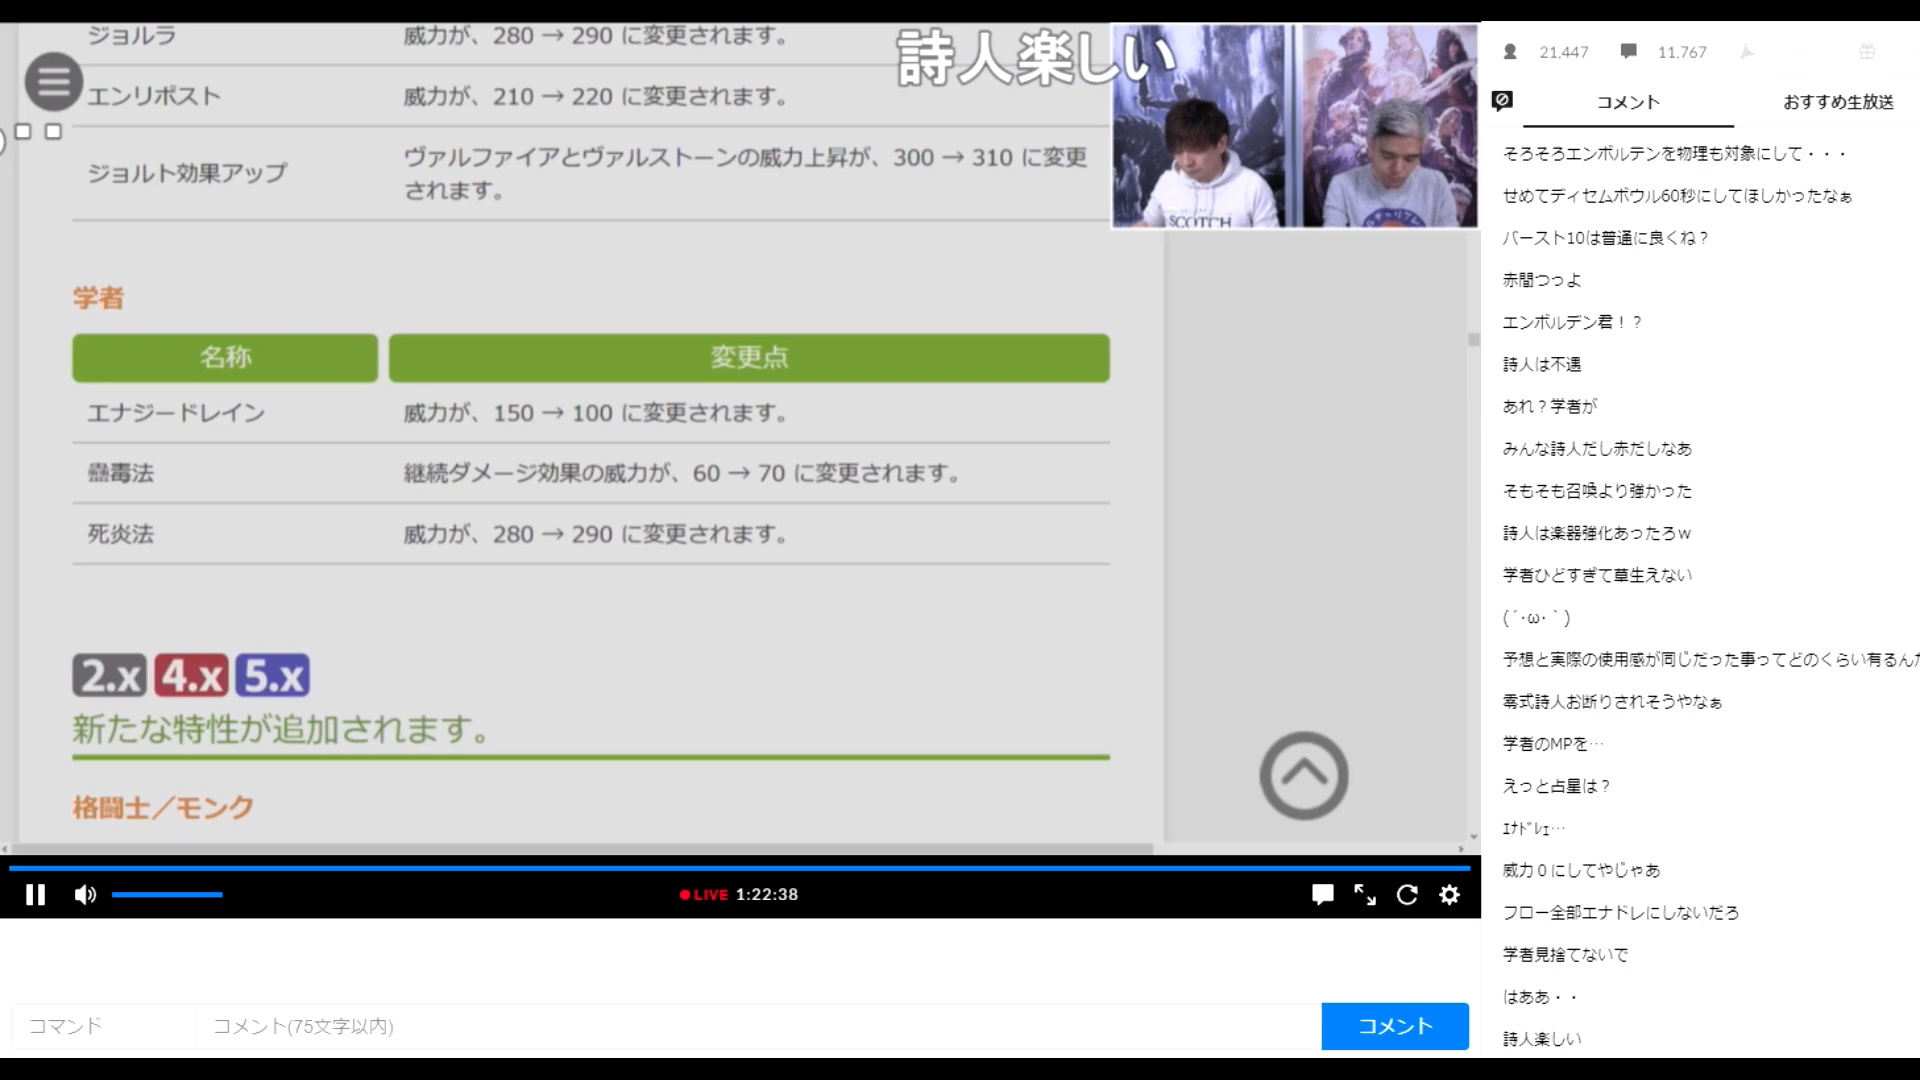 ジョルラ
威力が、280 → 290 に変更されます。
エンリポスト
威力が、210 → 220 に変更されます。
ジョルト効果アップ
ヴァルファイアとヴァルストーンの威力上昇が、300 → 310 に変更
されます。
詩人楽しい
SCOTCH
学者
名称
変更点
エナジードレイン
威力が、150 → 100 に変更されます。
蠱毒法
継続ダメージ効果の威力が、60 → 70 に変更されます。
死炎法
威力が、280 → 290 に変更されます。
2.x 4.x 5.x
新たな特性が追加されます。
格闘士／モンク
LIVE 1:22:38
コマンド
コメント(75文字以内)
コメント
21,447
11,767
コメント
おすすめ生放送
そろそろエンボルテンを物理も対象にして・・・
せめてディセムボウル60秒にしてほしかったなぁ
バースト10は普通に良くね？
赤間つっよ
エンボルデン君！？
詩人は不遇
あれ？学者が
みんな詩人だし赤だしなあ
そもそも召喚より強かった
詩人は楽器強化あったろｗ
学者ひどすぎて草生えない
(´･ω･｀)
予想と実際の使用感が同じだった事ってどのくらい有るん
零式詩人お断りされそうやなぁ
学者のMPを…
えっと占星は？
ｴﾅﾄﾞﾚｪ…
威力０にしてやじゃあ
フロー全部エナドレにしないだろ
学者見捨てないで
はああ・・
詩人楽しい